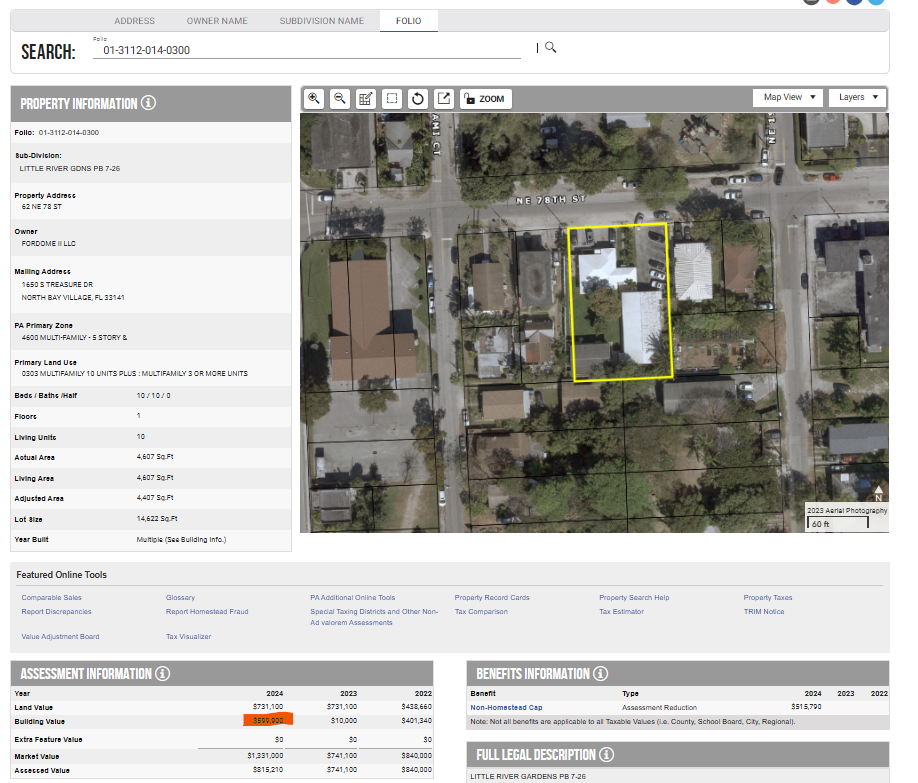 ADDRESS OWNER NAME SUBDIVISION NAME FOLIO
SEARCH:
Folio
01-3112-014-0300
PROPERTY INFORMATION
Folio: 01-3112-014-0300
Sub-Division:
LITTLE RIVER GDNS PB 7-26
Property Address
62 NE 78 ST
Owner
FORDOME II LLC
Mailing Address
1650 S TREASURE DR
NORTH BAY VILLAGE, FL 33141
PA Primary Zone
4600 MULTI-FAMILY - 5 STORY &
Primary Land Use
0303 MULTIFAMILY 10 UNITS PLUS : MULTIFAMILY 3 OR MORE UNITS
Beds / Baths /Half 10 / 10 / 0
Floors 1
Living Units 10
Actual Area 4,607 Sq.Ft
Living Area 4,607 Sq.Ft
Adjusted Area 4,407 Sq.Ft
Lot Size 14,622 Sq.Ft
Year Built Multiple (See Building Info.)
ZOOM
Map View Layers
AMI CT
NE 78TH ST
NE 1S
N
2023 Aerial Photography
60 ft
Featured Online Tools
Comparable Sales Glossary PA Additional Online Tools Property Record Cards Property Search Help Property Taxes
Report Discrepancies Report Homestead Fraud Special Taxing Districts and Other Non- Tax Comparison Tax Estimator TRIM Notice
Ad valorem Assessments
Value Adjustment Board Tax Visualizer
ASSESSMENT INFORMATION
Year 2024 2023 2022
Land Value $731,100 $731,100 $438,660
Building Value $599,900 $10,000 $401,340
Extra Feature Value $0 $0 $0
Market Value $1,331,000 $741,100 $840,000
Assessed Value $815,210 $741,100 $840,000
BENEFITS INFORMATION
Benefit Type 2024 2023 2022
Non-Homestead Cap Assessment Reduction $515,790
Note: Not all benefits are applicable to all Taxable Values (i.e. County, School Board, City, Regional).
FULL LEGAL DESCRIPTION
LITTLE RIVER GARDENS PB 7-26